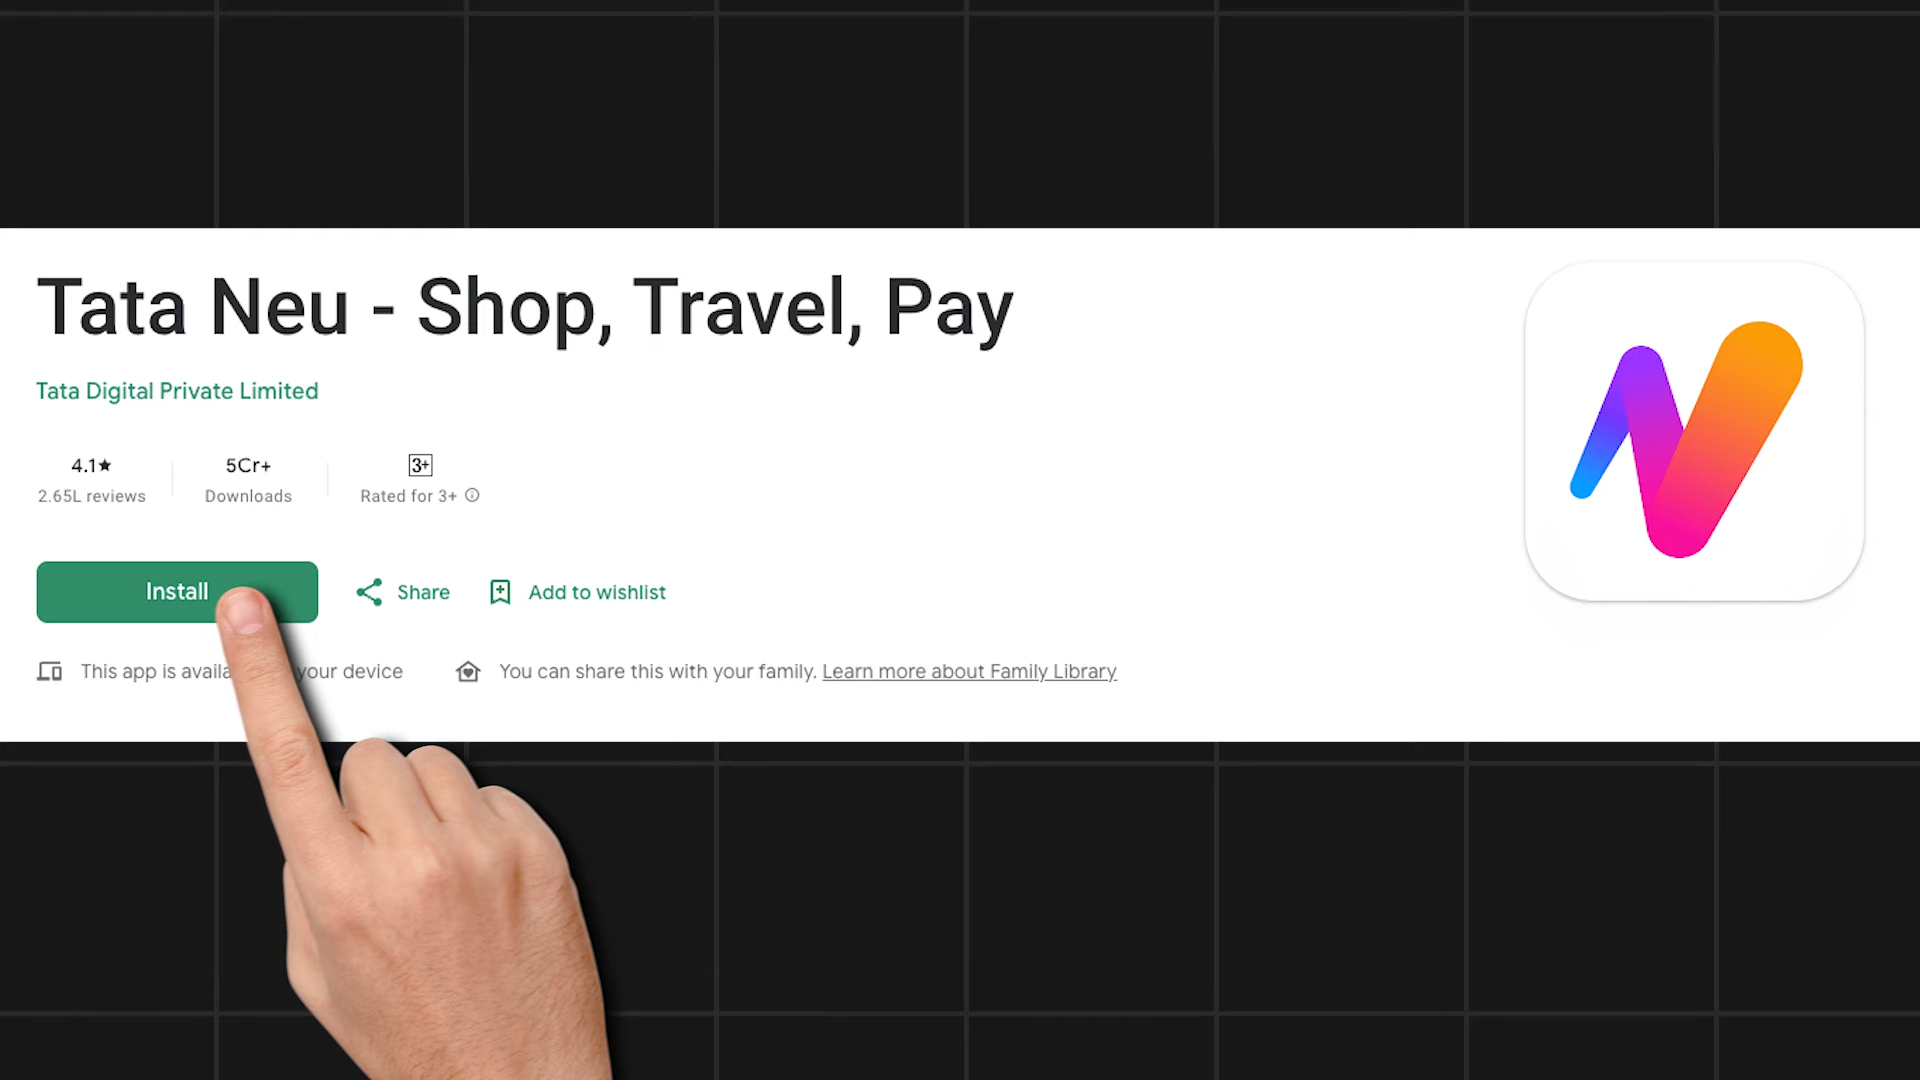 Tata Neu - Shop, Travel, Pay
Tata Digital Private Limited
4.1★
2.65L reviews
5Cr+
Downloads
3+
Rated for 3+
Install
Share
Add to wishlist
This app is your device
You can share this with your family. Learn more about Family Library